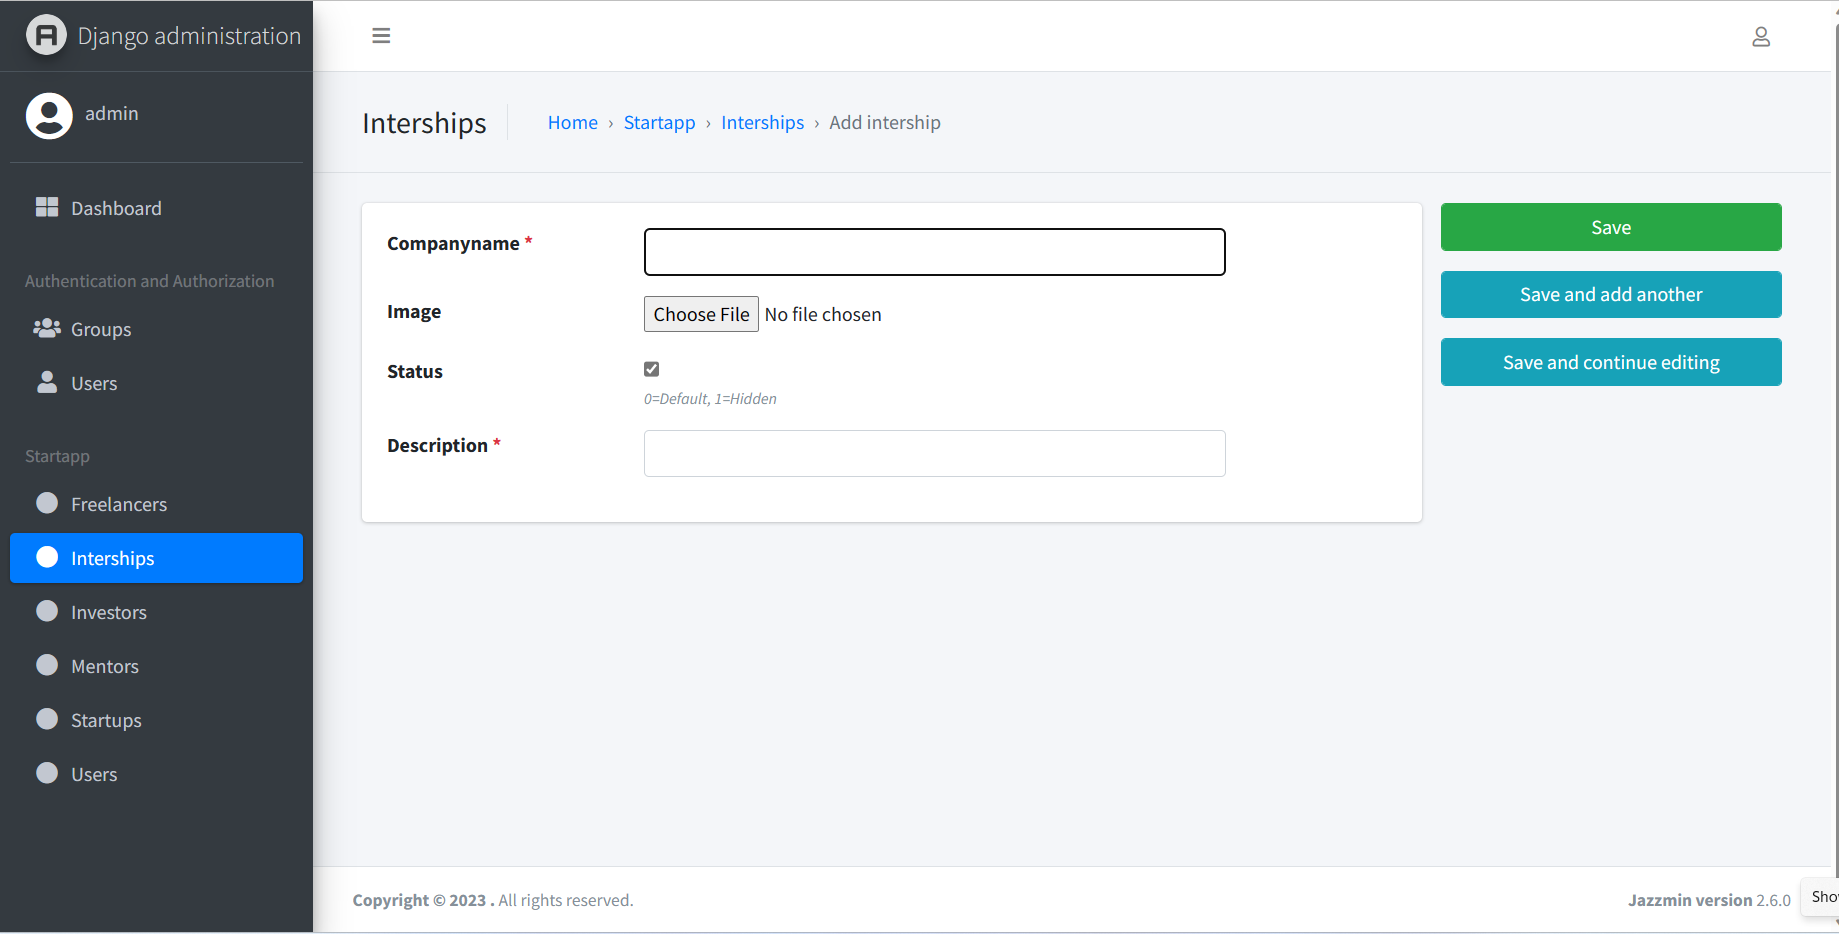 Django administration
admin
Dashboard
Authentication and Authorization
Groups
Users
Startapp
Freelancers
Interships
Investors
Mentors
Startups
Users
Interships
Home › Startapp › Interships › Add intership
Companyname *
Image
Choose File No file chosen
Status
0=Default, 1=Hidden
Description *
Save
Save and add another
Save and continue editing
Copyright © 2023 . All rights reserved.
Jazzmin version 2.6.0